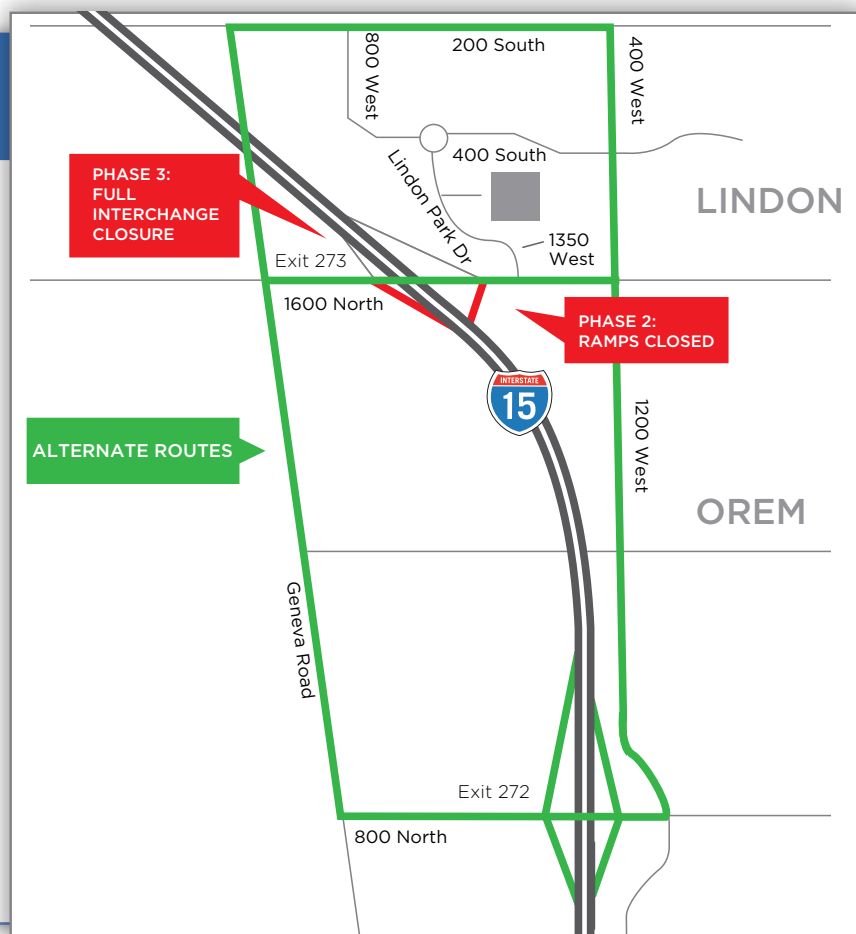 200 South
800 West
400 West
400 South
Lindon Park Dr
PHASE 3:
FULL
INTERCHANGE
CLOSURE
LINDON
1350
West
Exit 273
1600 North
PHASE 2:
RAMPS CLOSED
INTERSTATE
15
1200 West
ALTERNATE ROUTES
OREM
Geneva Road
Exit 272
800 North